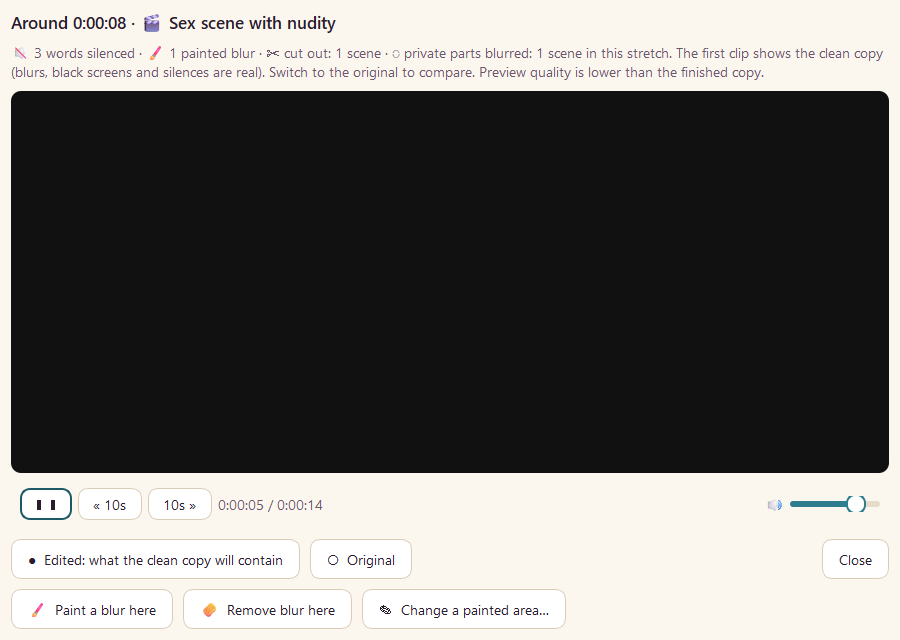 Around 0:00:08 · 🎬 Sex scene with nudity
3 words silenced · 1 painted blur · ✂ cut out: 1 scene · ○ private parts blurred: 1 scene in this stretch. The first clip shows the clean copy
(blurs, black screens and silences are real). Switch to the original to compare. Preview quality is lower than the finished copy.
« 10s
10s »
0:00:05 / 0:00:14
● Edited: what the clean copy will contain
○ Original
Close
Paint a blur here
Remove blur here
Change a painted area...